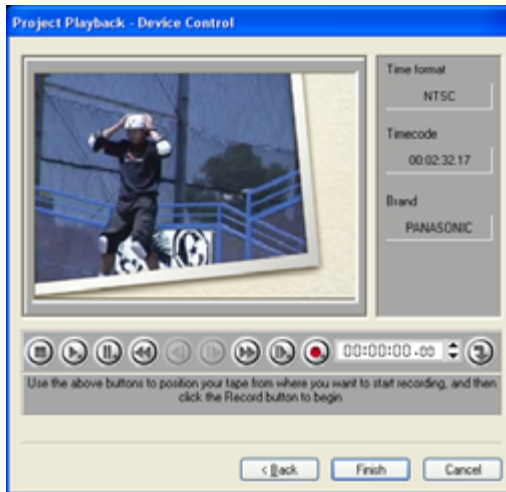 Project Playback - Device Control
Time format
NTSC
Timecode
00:02:32.17
Brand
PANASONIC
00:00:00.00
Use the above buttons to position your tape from where you want to start recording, and then
click the Record button to begin
< Back
Finish
Cancel